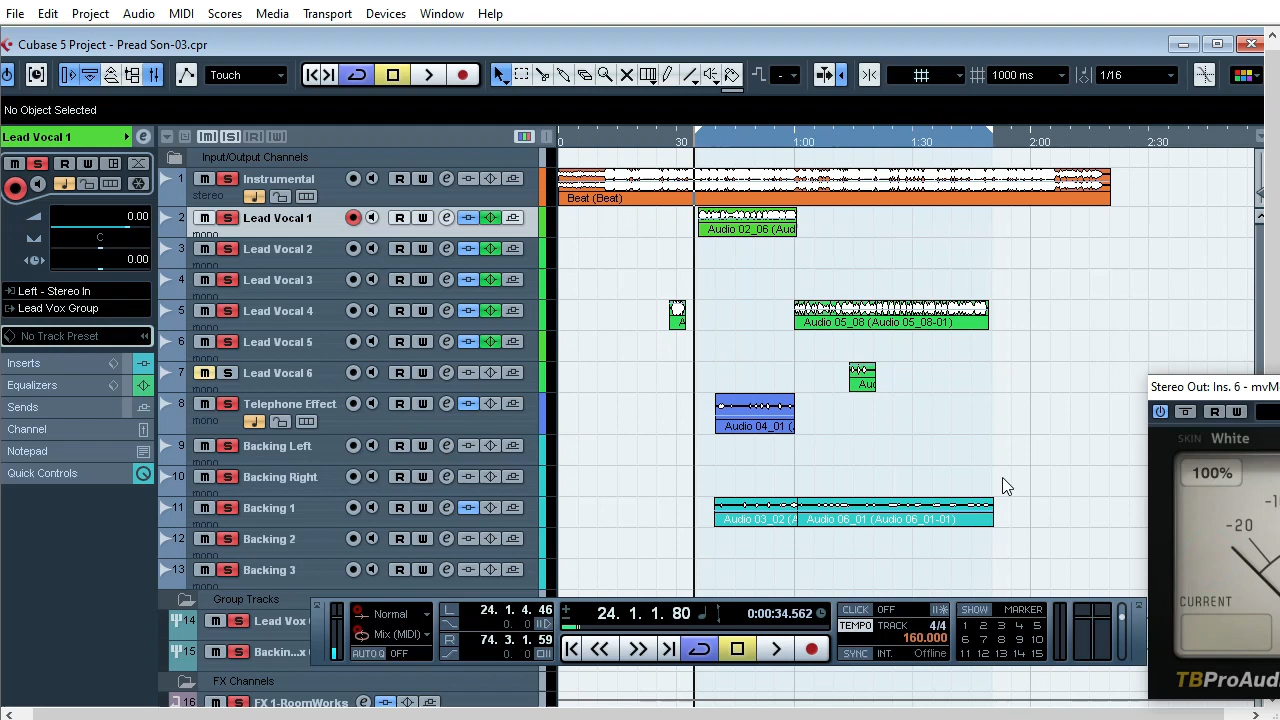 File Edit Project Audio MIDI Scores Media Transport Devices Window Help
Cubase 5 Project - Pread Son-03.cpr
Touch
1000 ms
1/16
No Object Selected
Lead Vocal 1
[M] [S] [R] [W]
0 30 1:00 1:30 2:00 2:30
Input/Output Channels
m S R W
0.00
C
0.00
Left - Stereo In
Lead Vox Group
No Track Preset
Inserts
Equalizers
Sends
Channel
Notepad
Quick Controls
1 m S Instrumental R W e
stereo
Beat (Beat)
2 m S Lead Vocal 1 R W e
mono
Audio 02_06 (Aud
3 m S Lead Vocal 2 R W e
mono
4 m S Lead Vocal 3 R W e
mono
5 m S Lead Vocal 4 R W e
mono
A
Audio 05_08 (Audio 05_08-01)
6 m S Lead Vocal 5 R W e
mono
7 m S Lead Vocal 6 R W e
mono
8 m S Telephone Effect R W e
mono
Audio 04_01 (
9 m S Backing Left R W e
mono
10 m S Backing Right R W e
mono
11 m S Backing 1 R W e
mono
Audio 03_02 (A
Audio 06_01 (Audio 06_01-01)
12 m S Backing 2 R W e
mono
13 m S Backing 3 R W e
mono
Group Tracks
14 m S Lead Vox
15 m S Backin...x
FX Channels
16 m S FX 1-RoomWorks R W e
Normal
Mix (MIDI)
AUTO Q OFF
L 24. 1. 4. 46
0. 0
R 74. 3. 1. 59
0. 0
24. 1. 1. 80
0:00:34.562
CLICK OFF
TEMPO TRACK 4/4
160.000
SYNC INT. Offline
SHOW MARKER
1 2 3 4 5
6 7 8 9 10
11 12 13 14 15
Stereo Out: Ins. 6 - mvM
R W
SKIN White
100%
-20
CURRENT
TBProAud